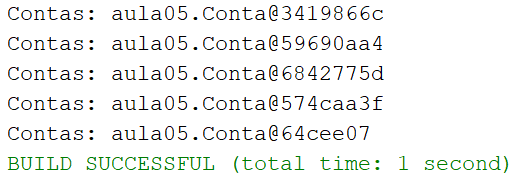 Contas: aula05.Conta@3419866c
Contas: aula05.Conta@59690aa4
Contas: aula05.Conta@6842775d
Contas: aula05.Conta@574caa3f
Contas: aula05.Conta@64cee07
BUILD SUCCESSFUL (total time: 1 second)